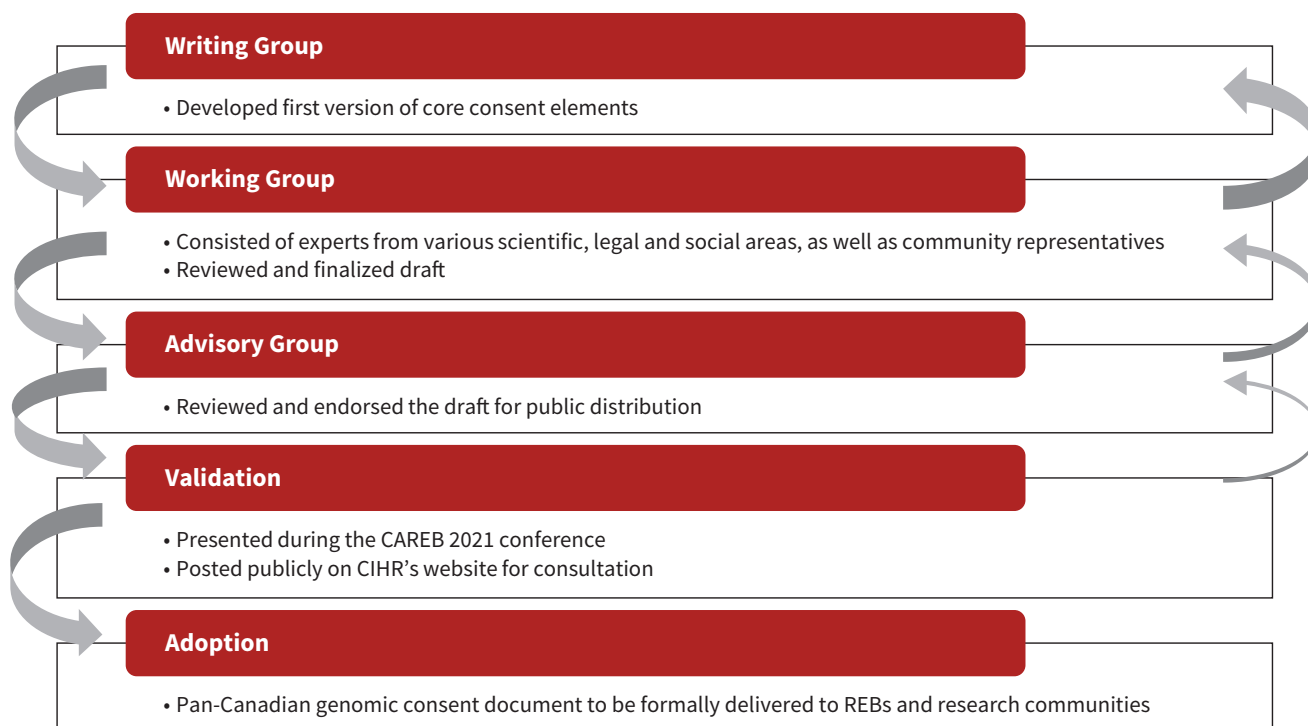 Writing Group
• Developed first version of core consent elements
Working Group
• Consisted of experts from various scientific, legal and social areas, as well as community representatives
• Reviewed and finalized draft
Advisory Group
• Reviewed and endorsed the draft for public distribution
Validation
• Presented during the CAREB 2021 conference
• Posted publicly on CIHR’s website for consultation
Adoption
• Pan-Canadian genomic consent document to be formally delivered to REBs and research communities